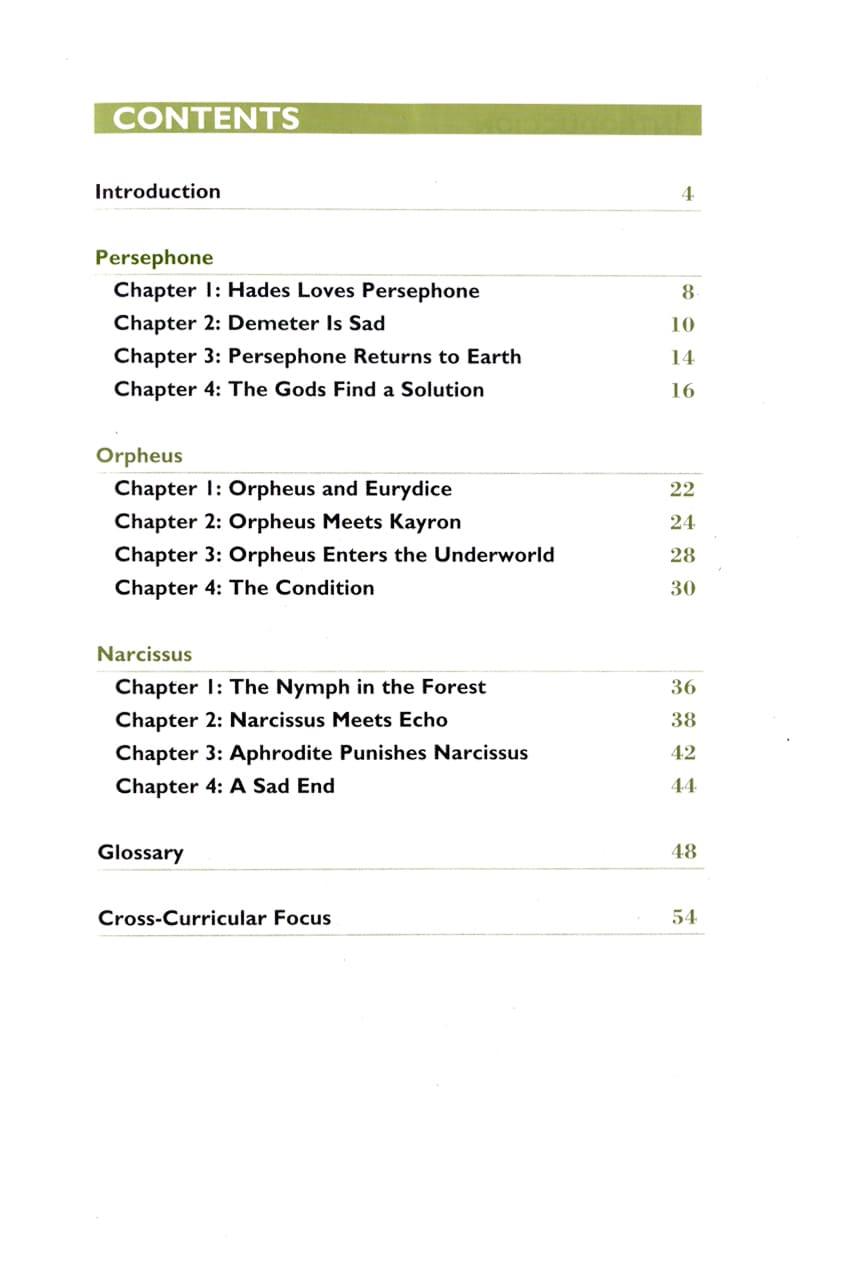 CONTENTS
Introduction 4
Persephone
Chapter 1: Hades Loves Persephone 8
Chapter 2: Demeter Is Sad 10
Chapter 3: Persephone Returns to Earth 14
Chapter 4: The Gods Find a Solution 16
Orpheus
Chapter 1: Orpheus and Eurydice 22
Chapter 2: Orpheus Meets Kayron 24
Chapter 3: Orpheus Enters the Underworld 28
Chapter 4: The Condition 30
Narcissus
Chapter 1: The Nymph in the Forest 36
Chapter 2: Narcissus Meets Echo 38
Chapter 3: Aphrodite Punishes Narcissus 42
Chapter 4: A Sad End 44
Glossary 48
Cross-Curricular Focus 54